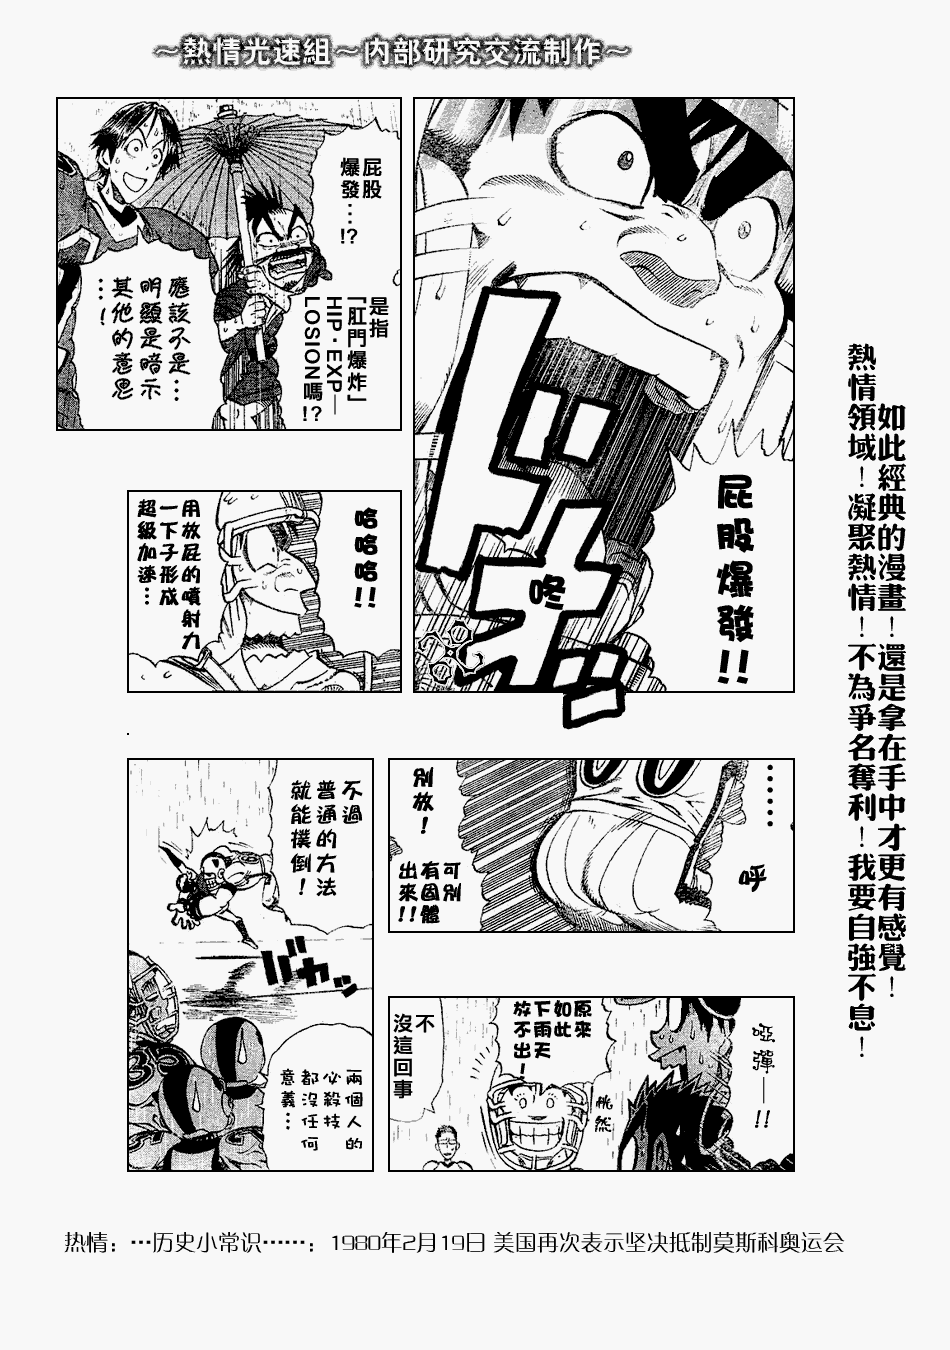 ～熱情光速組～内部研究交流制作～
屁股爆發!!
ドォン
咚
屁股
爆發…!?
是指
「肛門爆炸」
HIP・EXP—
LOSION嗎!?
應該不是…
明顯是暗示
其他的意思
…！
哈哈哈!!
用放屁的噴射力
一下子形成
超級加速…
……
呼
別放！
可別
有固體
出來!!
啞彈—!!
恍然
原來
如此
下雨天
放不出！
不
沒這回事
不過
普通的方法
就能撲倒！
兩個人的
必殺技
都沒任何
意義…
如此經典的漫畫！還是拿在手中才更有感覺！
熱情領域！凝聚熱情！不為爭名奪利！我要自強不息！
热情：…历史小常识……：1980年2月19日 美国再次表示坚决抵制莫斯科奥运会